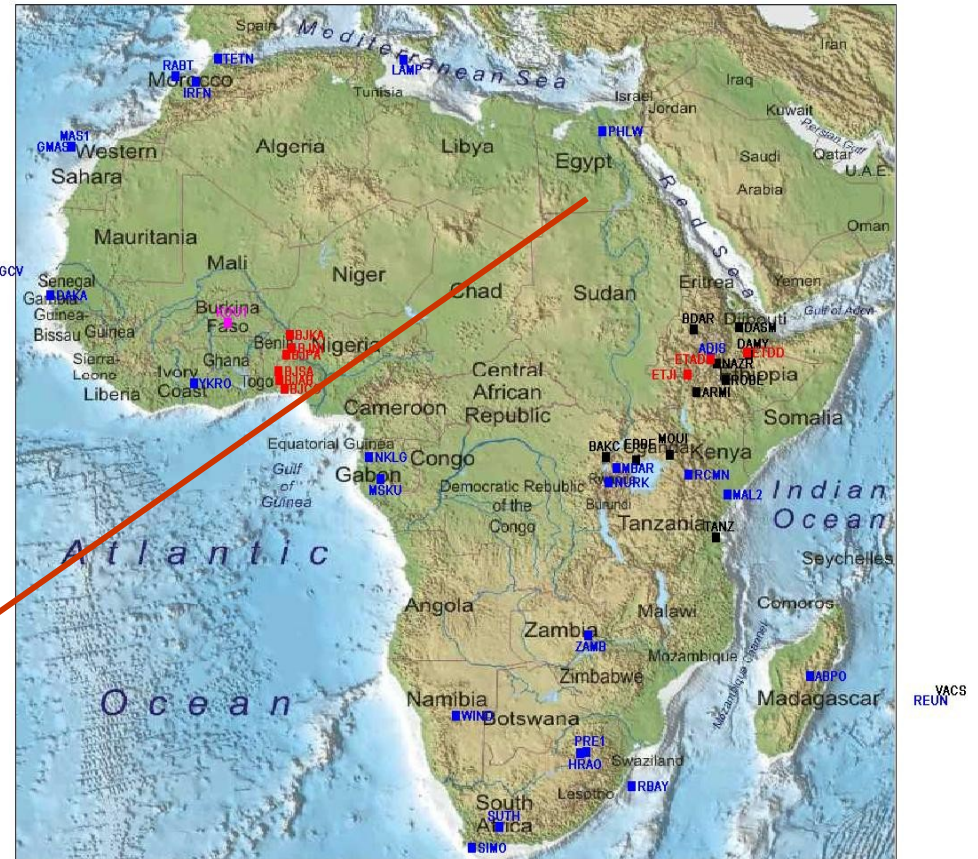 Spain
Mediterranean Sea
Iran
TETN
RABT
LAMP
Morocco
IRFN
Tunisia
Iraq
Israel
Jordan
Kuwait
Persian Gulf
PHLW
MAS1
GMAS
Western
Sahara
Algeria
Libya
Egypt
Saudi
Arabia
Qatar
U.A.E.
Red Sea
Oman
Mauritania
Mali
Niger
Chad
Sudan
Eritrea
Yemen
GCV
Senegal
DAKA
Gambia
Guinea-
Bissau
Guinea
Burkina
Faso
Gulf of Aden
Djibouti
BDAR
DASM
BJKA
BJNI
BJPA
Benin
Nigeria
ADIS
DAMY
ETDD
ETAD
NAZR
Ethiopia
ETJI
ROBE
ARMI
Sierra-
Leone
Liberia
Ivory
Coast
YKRO
Ghana
Togo
BJSA
BJAB
BJCO
Central
African
Republic
Cameroon
Somalia
Equatorial Guinea
NKLG
Gulf
of
Guinea
Gabon
MSKU
Congo
Democratic Republic
of the
Congo
BAKC
EBBE
MOUI
Uganda
Kenya
MBAR
NURK
Burundi
RCMN
MAL2
Indian
Ocean
Tanzania
TANZ
Atlantic
Seychelles
Angola
Malawi
Comoros
Zambia
ZAMB
Mozambique
Mozambique Channel
Zimbabwe
ABPO
Madagascar
VACS
REUN
Ocean
Namibia
WIND
Botswana
PRE1
HRAO
Swaziland
Lesotho
RBAY
South
Africa
SUTH
SIMO